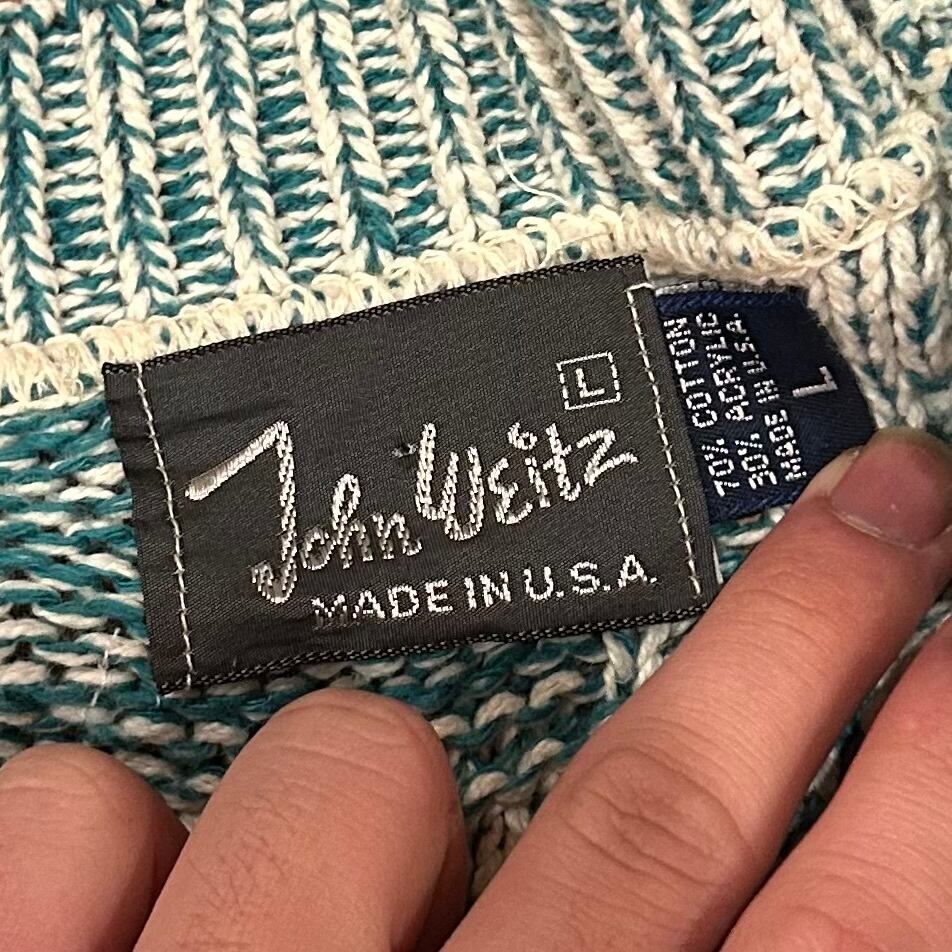 L
John Weitz
MADE IN U.S.A.
70% COTTON
30% ACRYLIC
MADE IN U.S.A.
L